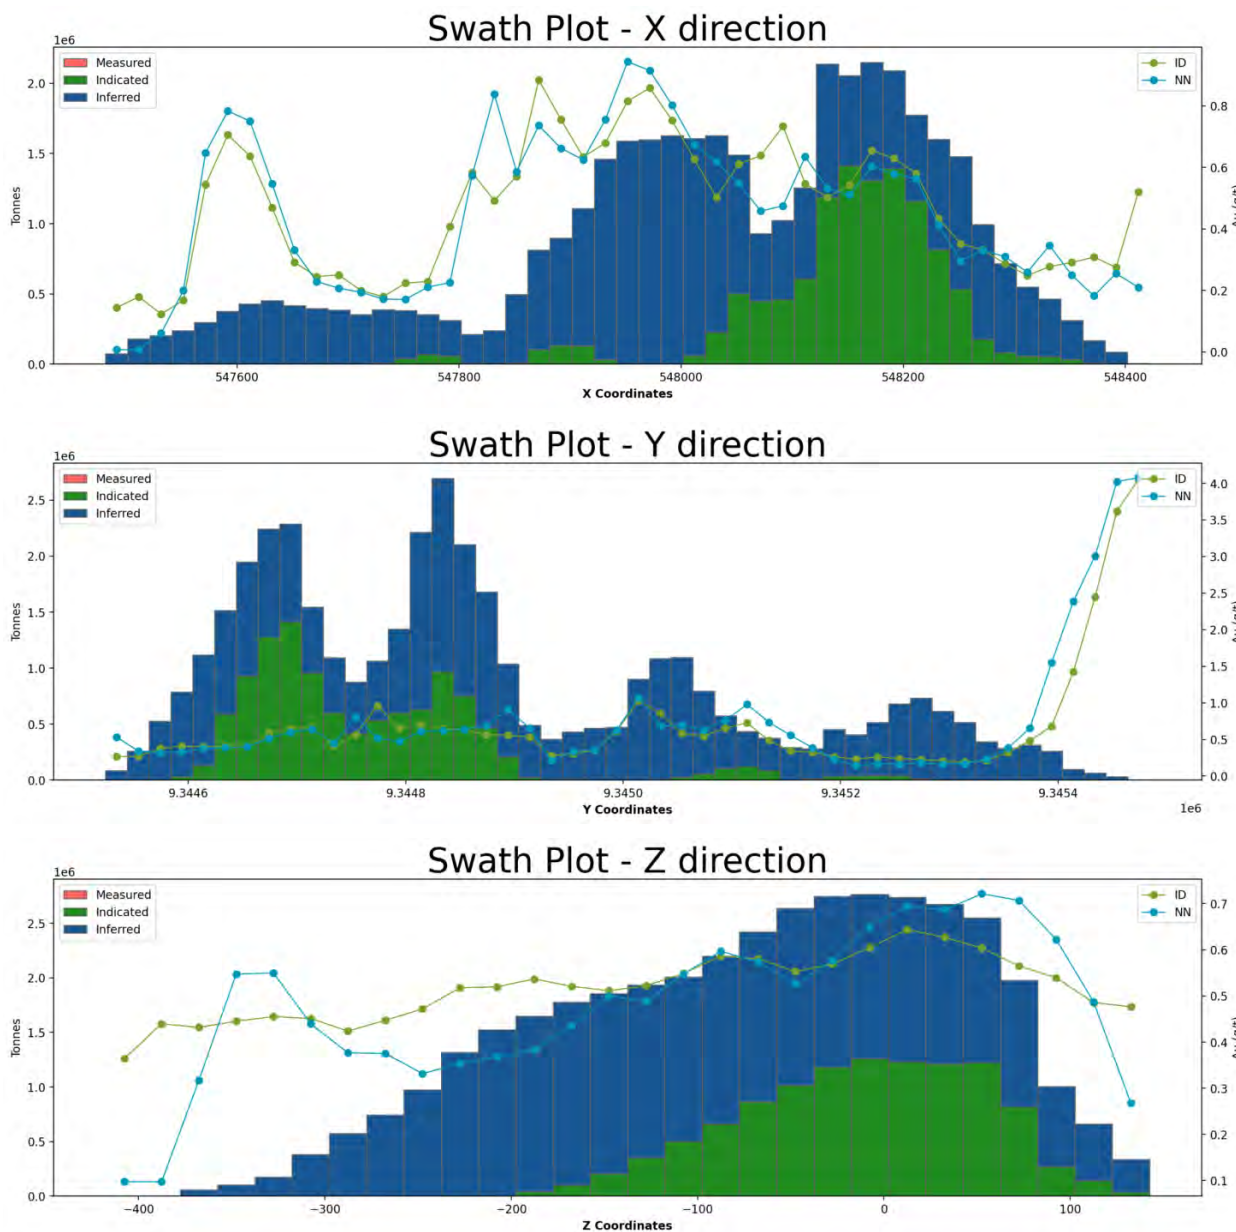 Swath Plot - X direction
1e6
Measured
Indicated
Inferred
ID
NN
2.0
1.5
1.0
0.5
0.0
Tonnes
0.8
0.6
0.4
0.2
0.0
Au (g/t)
547600
547800
548000
548200
548400
X Coordinates
Swath Plot - Y direction
1e6
Measured
Indicated
Inferred
ID
NN
2.5
2.0
1.5
1.0
0.5
0.0
Tonnes
4.0
3.5
3.0
2.5
2.0
1.5
1.0
0.5
0.0
Au (g/t)
9.3446
9.3448
9.3450
9.3452
9.3454
1e6
Y Coordinates
Swath Plot - Z direction
1e6
Measured
Indicated
Inferred
ID
NN
2.5
2.0
1.5
1.0
0.5
0.0
Tonnes
0.7
0.6
0.5
0.4
0.3
0.2
0.1
Au (g/t)
−400
−300
−200
−100
0
100
Z Coordinates